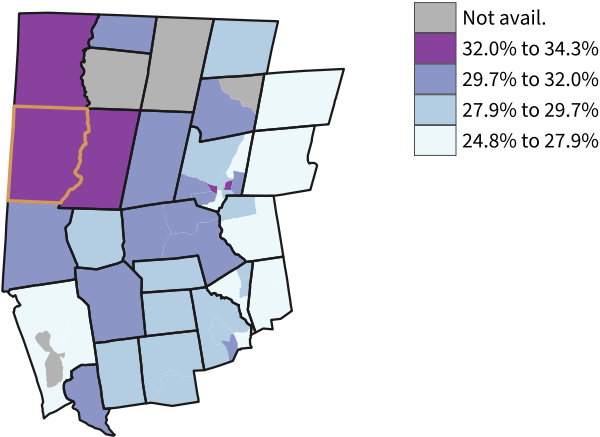 Not avail.
32.0% to 34.3%
29.7% to 32.0%
27.9% to 29.7%
24.8% to 27.9%